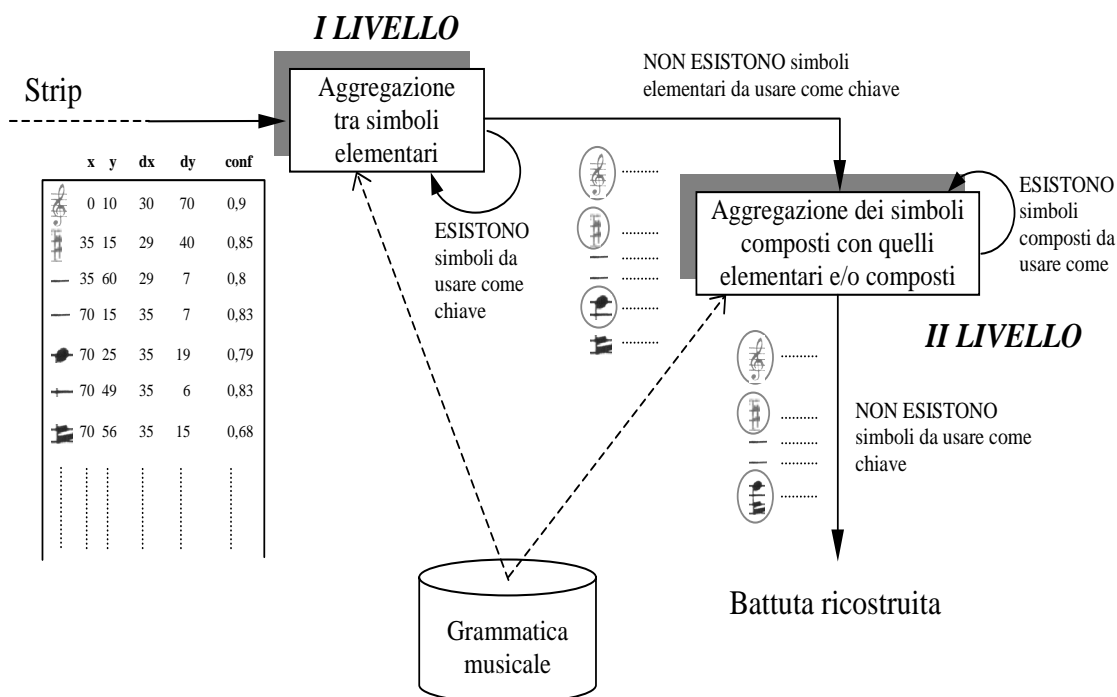 I LIVELLO
Strip
Aggregazione
tra simboli
elementari
NON ESISTONO simboli
elementari da usare come chiave
x y dx dy conf
0 10 30 70 0,9
35 15 29 40 0,85
35 60 29 7 0,8
70 15 35 7 0,83
70 25 35 19 0,79
70 49 35 6 0,83
70 56 35 15 0,68
ESISTONO
simboli da
usare come
chiave
Aggregazione dei simboli
composti con quelli
elementari e/o composti
ESISTONO
simboli
composti da
usare come
II LIVELLO
NON ESISTONO
simboli da usare come
chiave
Battuta ricostruita
Grammatica
musicale